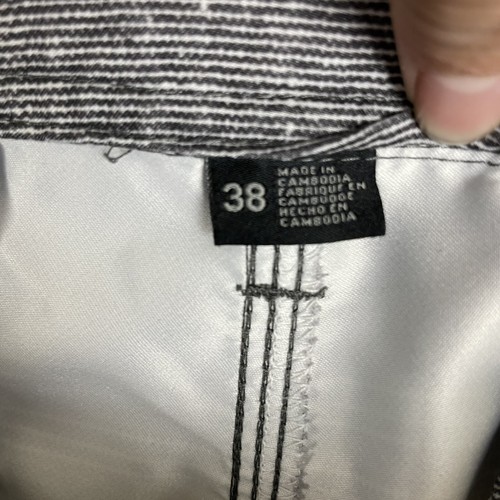 38
MADE IN
CAMBODIA
FABRIQUE EN
CAMBODGE
HECHO EN
CAMBODIA